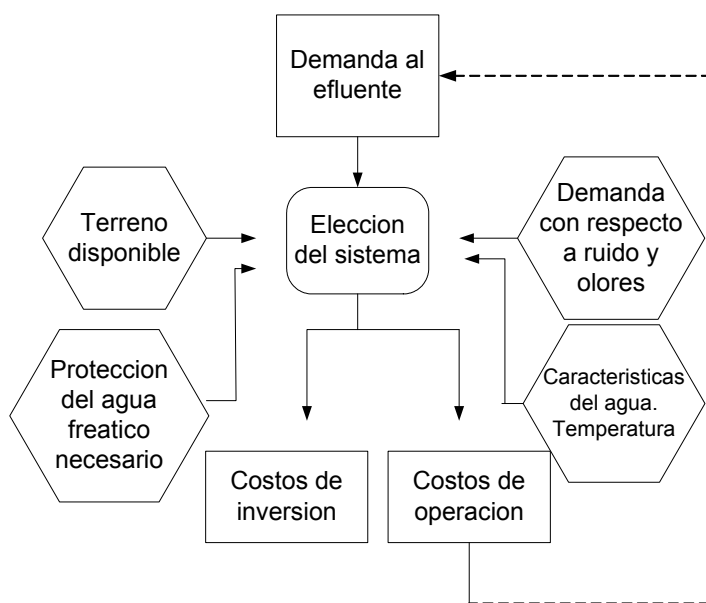 Demanda al
efluente
Terreno
disponible
Eleccion
del sistema
Demanda
con respecto
a ruido y
olores
Proteccion
del agua
freatico
necesario
Caracteristicas
del agua.
Temperatura
Costos de
inversion
Costos de
operacion